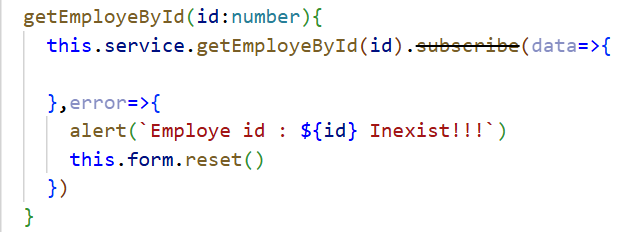 getEmployeById(id:number){
this.service.getEmployeById(id).subscribe(data=>{
},error=>{
alert(`Employe id : ${id} Inexist!!!`)
this.form.reset()
})
}